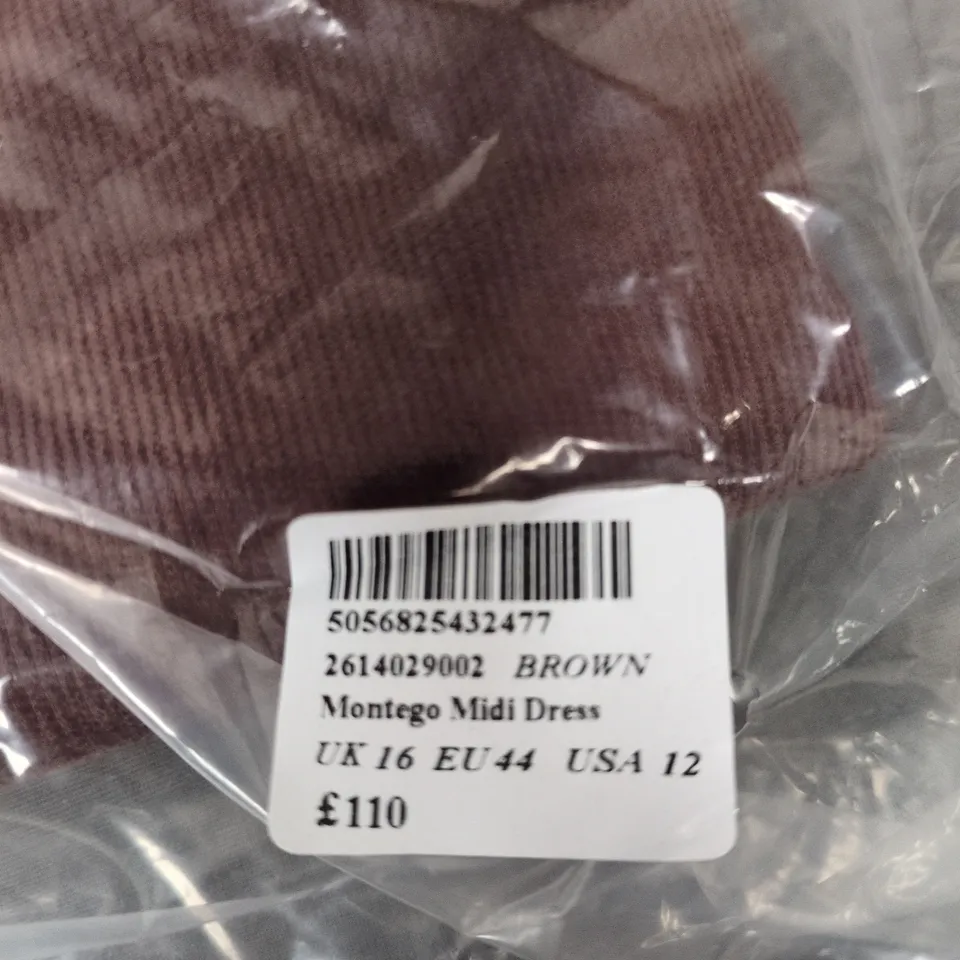 5056825432477
2614029002 BROWN
Montego Midi Dress
UK 16 EU 44 USA 12
£110